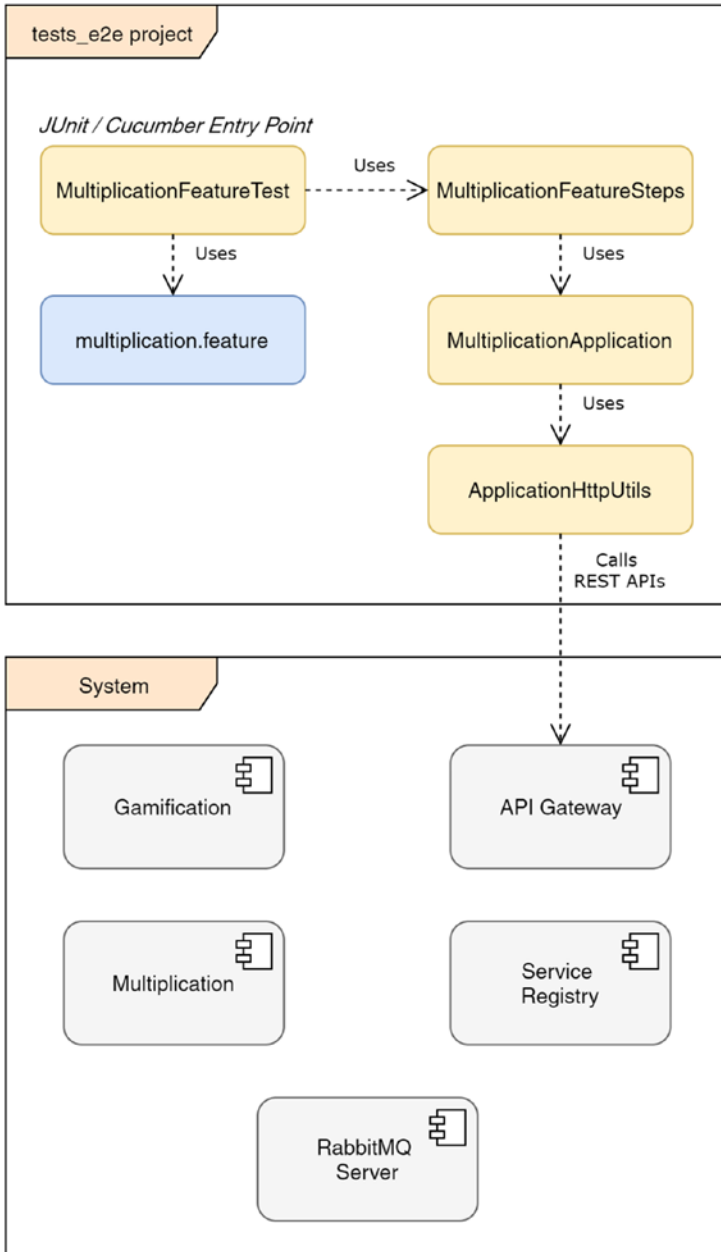 tests_e2e project
JUnit / Cucumber Entry Point
MultiplicationFeatureTest
Uses
MultiplicationFeatureSteps
Uses
Uses
multiplication.feature
MultiplicationApplication
Uses
ApplicationHttpUtils
Calls
REST APIs
System
Gamification
API Gateway
Multiplication
Service
Registry
RabbitMQ
Server